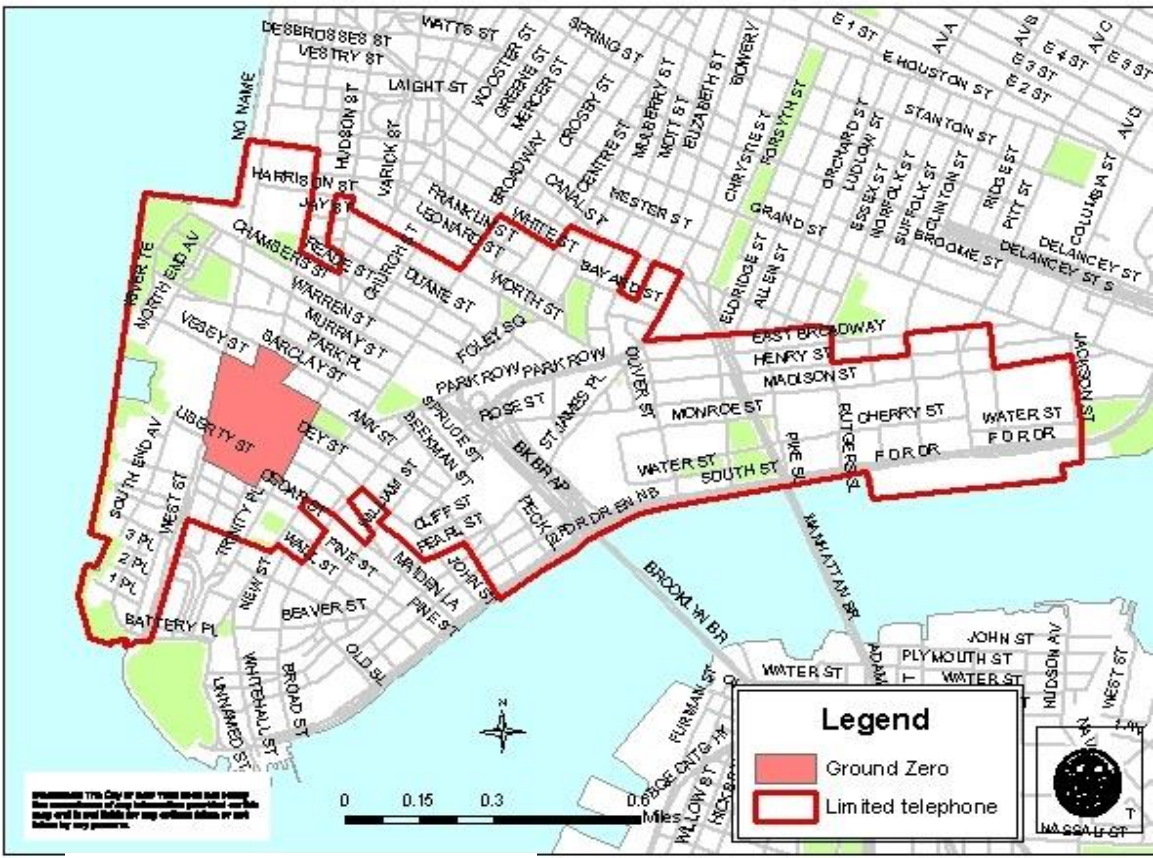 DESBROSSES ST
WATTS ST
VESTRY ST
LAIGHT ST
WOOSTER ST
GREENE ST
MERCER ST
SPRING ST
CROSBY ST
MULBERRY ST
MOTT ST
ELIZABETH ST
BOWERY
E 1 ST
AV A
AV B
AV C
E 4 ST
E 3 ST
E 2 ST
E HOUSTON ST
STANTON ST
AV D
NO NAME
HUDSON ST
VARICK ST
BROADWAY
CENTRE ST
CANAL ST
CHRYSTIE ST
FORSYTH ST
ORCHARD ST
LUDLOW ST
ESSEX ST
NORFOLK ST
SUFFOLK ST
CLINTON ST
RIDGE ST
PITT ST
COLUMBIA ST
HARRISON ST
JAY ST
FRANKLIN ST
LEONARD ST
WHITE ST
HESTER ST
GRAND ST
BROOME ST
DELANCEY ST
DELANCEY ST S
RIVER TE
NORTH END AV
CHAMBERS ST
READE ST
CHURCH ST
DUANE ST
WORTH ST
BAYARD ST
ELDRIDGE ST
ALLEN ST
WARREN ST
MURRAY ST
PARK PL
BARCLAY ST
VESEY ST
FOLEY SQ
PARK ROW
PARK ROW
EAST BROADWAY
HENRY ST
MADISON ST
JACKSON ST
OLIVER ST
ST JAMES PL
ROSE ST
MONROE ST
RUTGERS SL
CHERRY ST
WATER ST
F D R DR
F D R DR
LIBERTY ST
DEY ST
ANN ST
SPRUCE ST
BEEKMAN ST
BK BR AP
WATER ST
SOUTH ST
PIKE SL
SOUTH END AV
WEST ST
TRINITY PL
CEDAR ST
WILLIAM ST
CLIFF ST
PEARL ST
PECK
F D R DR EN NB
3 PL
2 PL
1 PL
WALL ST
PINE ST
NEW ST
MAIDEN LA
JOHN ST
PINE ST
BATTERY PL
BEAVER ST
OLD SL
BROOKLYN BR
MANHATTAN BR
UNNAMED ST
WHITEHALL ST
BROAD ST
JOHN ST
PLYMOUTH ST
WATER ST
WATER ST
HUDSON AV
WEST ST
ADAM
FURMAN ST
BQE CNTG HY
WILLOW ST
HICK
Legend
Ground Zero
Limited telephone
0 0.15 0.3 0.6
Miles
NAV
T
NASSAU ST